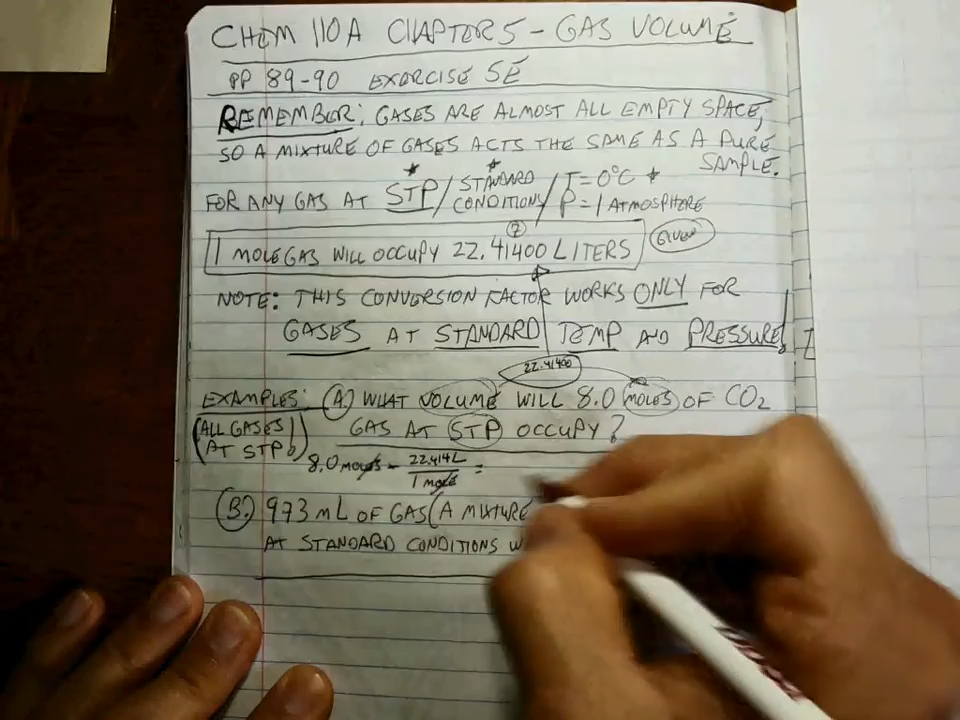 CHEM 110A CHAPTER 5 - GAS VOLUME
PP 89-90 EXERCISE 5E
REMEMBER: GASES ARE ALMOST ALL EMPTY SPACE,
SO A MIXTURE OF GASES ACTS THE SAME AS A PURE
SAMPLE.
FOR ANY GAS AT STP / STANDARD CONDITIONS / T = 0°C
P = 1 ATMOSPHERE
1 MOLE GAS WILL OCCUPY 22.41400 LITERS (GIVEN)
(7)
NOTE: THIS CONVERSION FACTOR WORKS ONLY FOR
GASES AT STANDARD TEMP AND PRESSURE!
22.41400
EXAMPLES: (A.) WHAT VOLUME WILL 8.0 MOLES OF CO2
GAS AT STP OCCUPY?
(ALL GASES
AT STP!)
8.0 moles - 22.414 L / 1 mole =
(B.) 973 mL OF GAS (A MIXTURE
AT STANDARD CONDITIONS